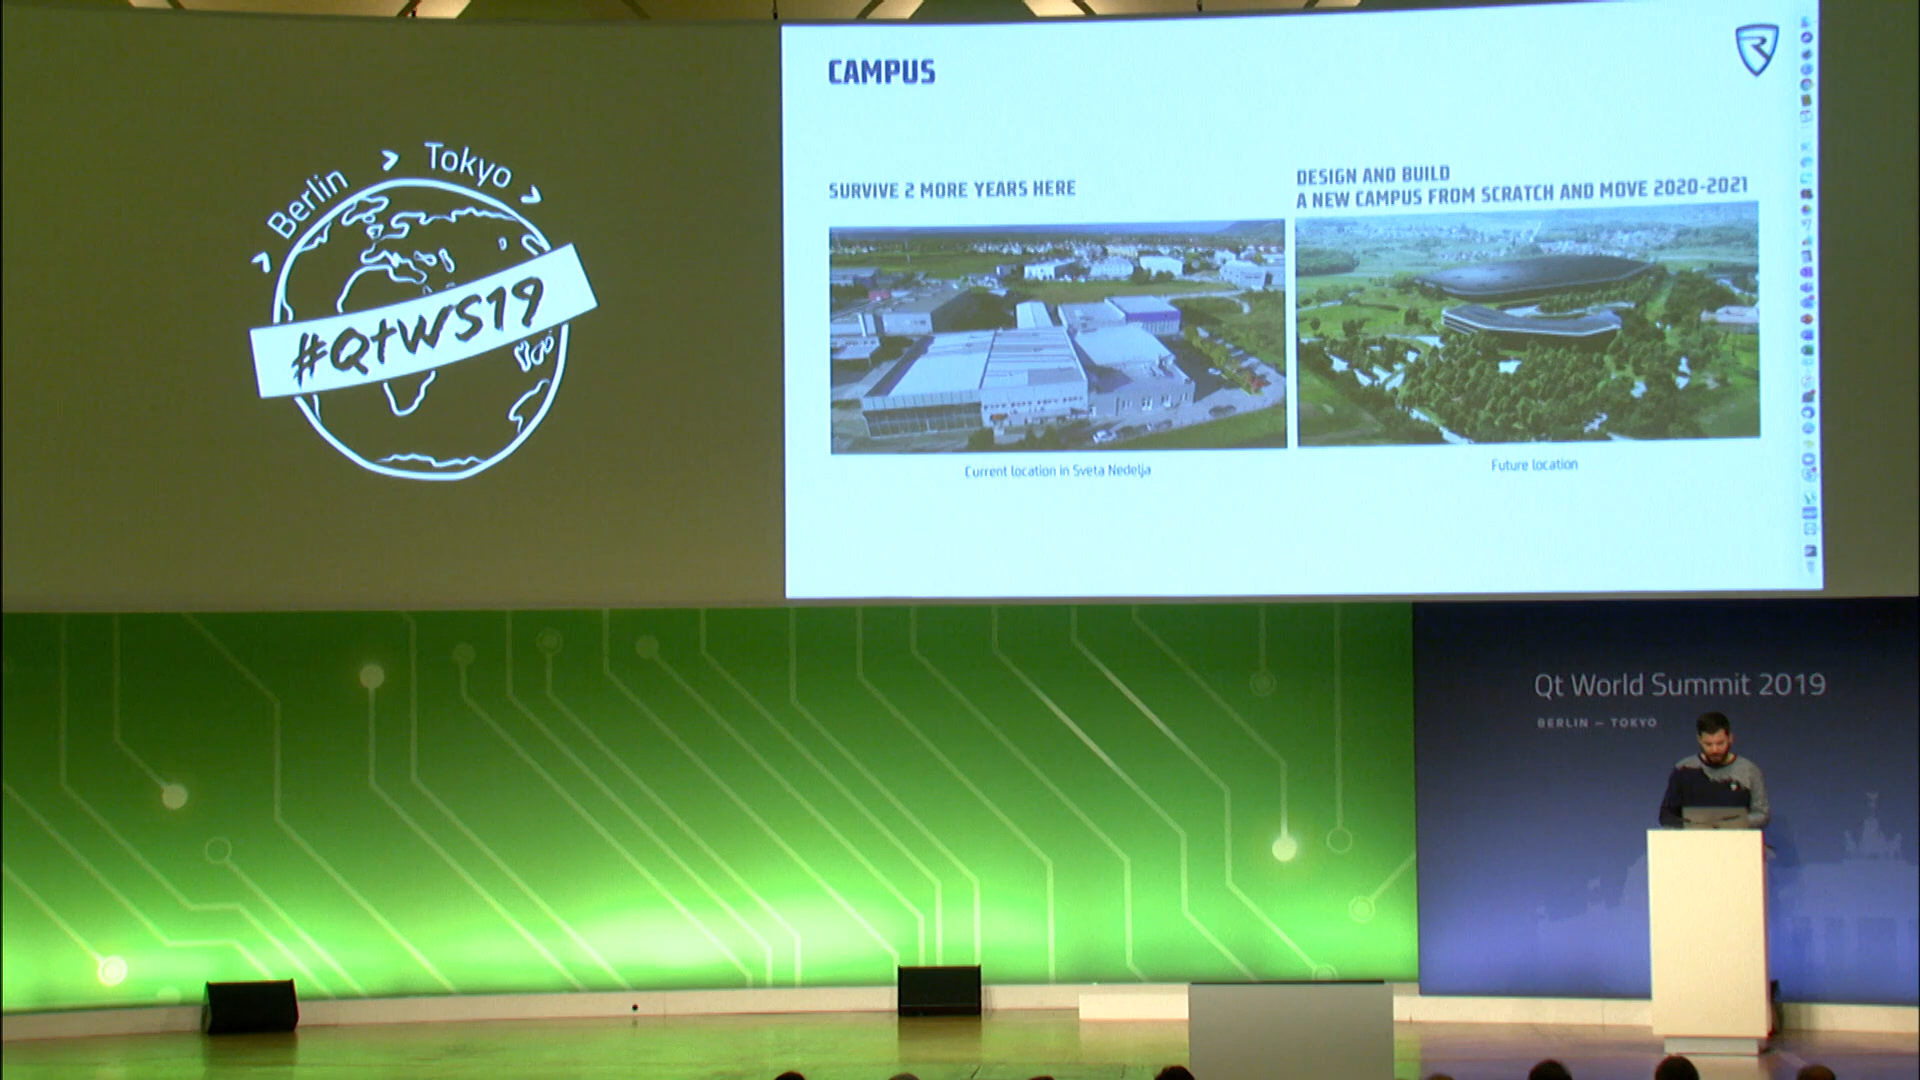 Berlin > Tokyo >
#QtWS19
CAMPUS
SURVIVE 2 MORE YEARS HERE
Current location in Sveta Nedelja
DESIGN AND BUILD
A NEW CAMPUS FROM SCRATCH AND MOVE 2020-2021
Future location
Qt World Summit 2019
BERLIN – TOKYO